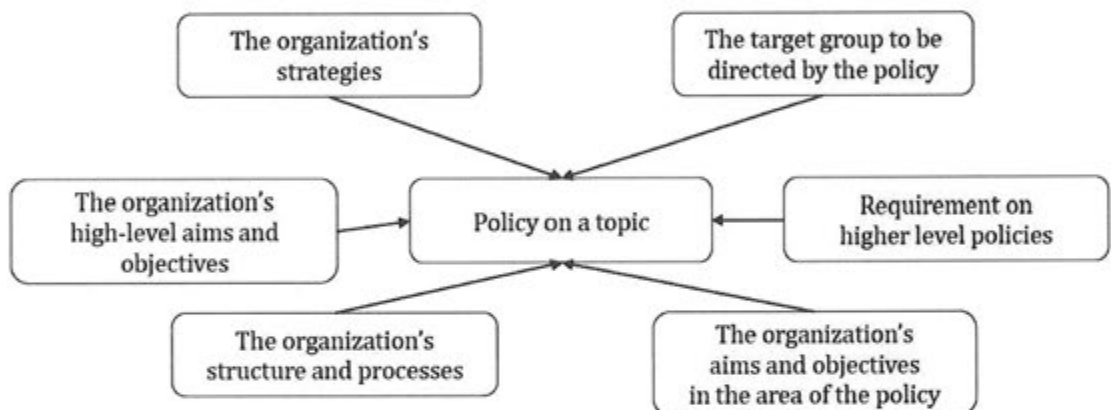 The organization's
strategies
The target group to be
directed by the policy
The organization's
high-level aims and
objectives
Policy on a topic
Requirement on
higher level policies
The organization's
structure and processes
The organization's
aims and objectives
in the area of the policy